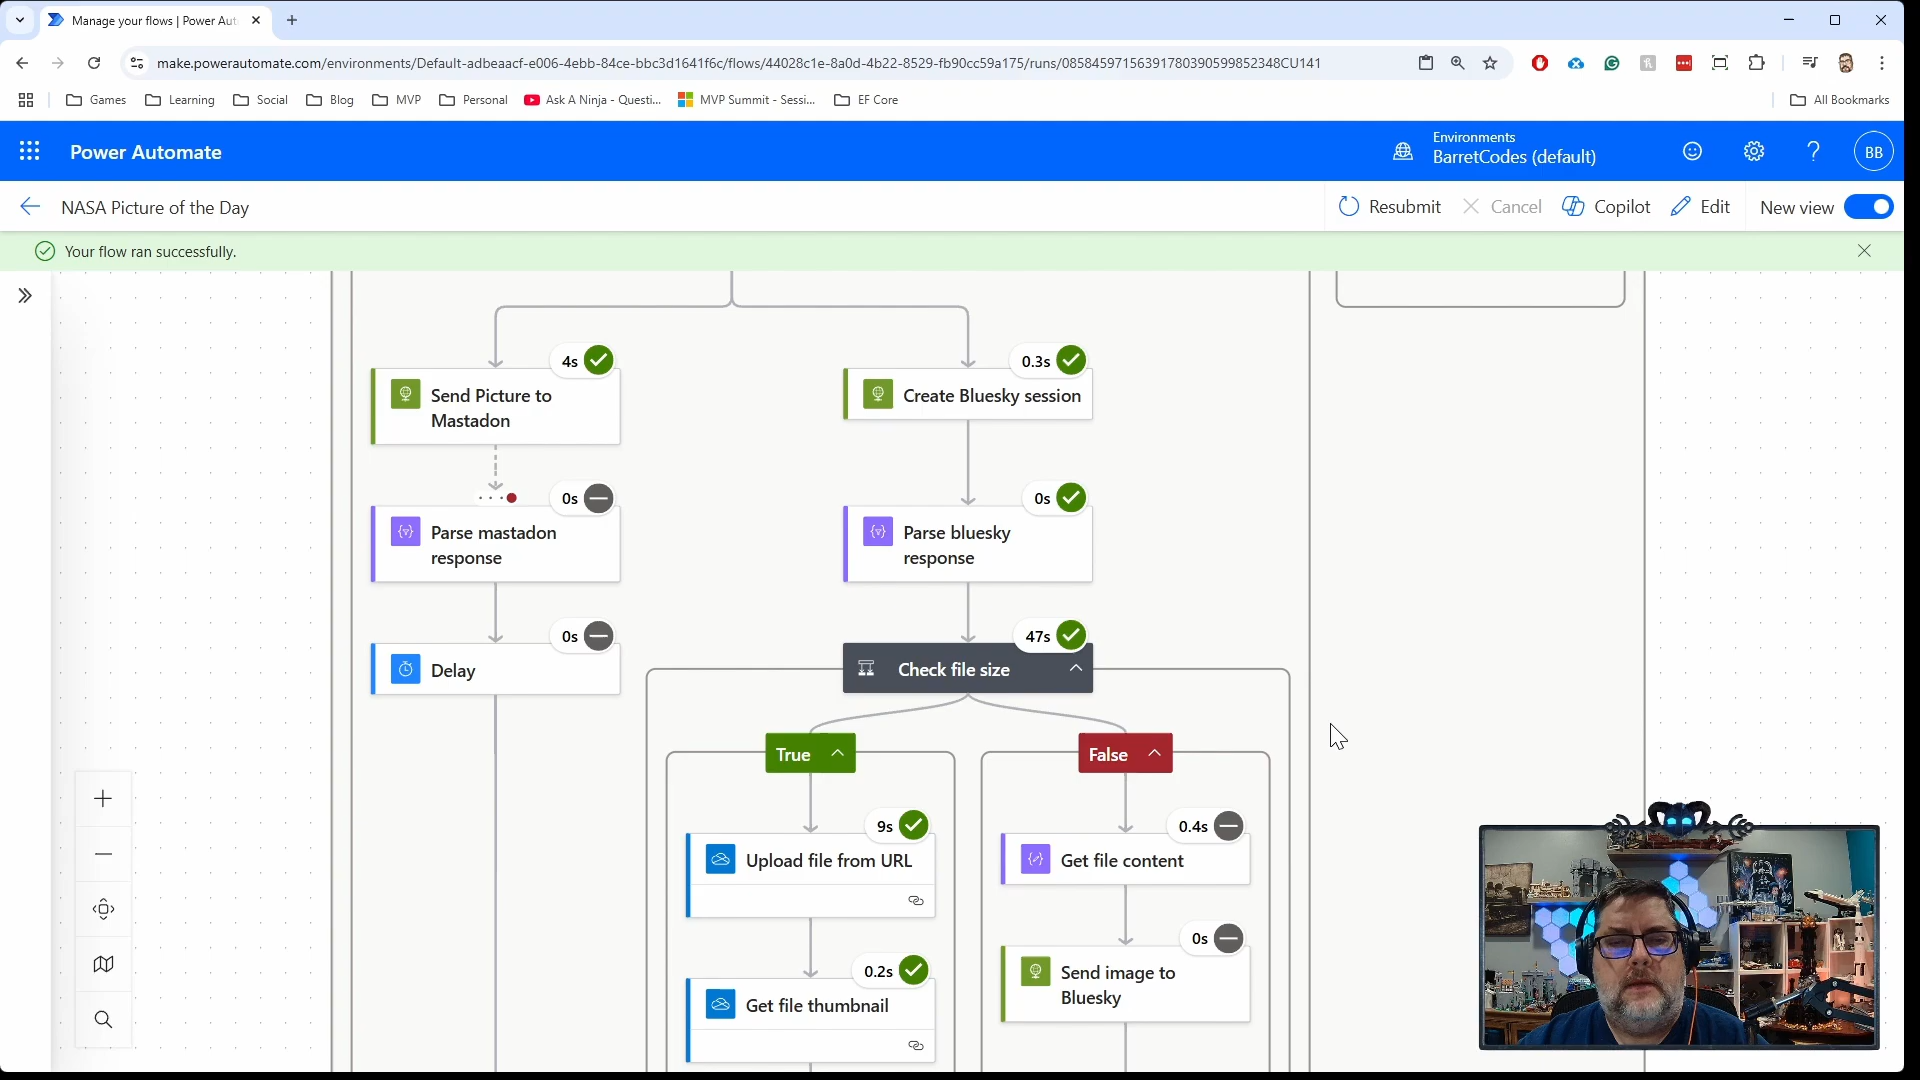 Manage your flows | Power Aut
make.powerautomate.com/environments/Default-adbeaacf-e006-4ebb-84ce-bbc3d1641f6c/flows/44028c1e-8a0d-4b22-8529-fb90cc59a175/runs/08584597156391780390599852348CU141
Games
Learning
Social
Blog
MVP
Personal
Ask A Ninja - Questi...
MVP Summit - Sessi...
EF Core
All Bookmarks
Power Automate
Environments
BarretCodes (default)
BB
NASA Picture of the Day
Resubmit
Cancel
Copilot
Edit
New view
Your flow ran successfully.
4s
Send Picture to
Mastadon
0.3s
Create Bluesky session
0s
Parse mastadon
response
0s
Parse bluesky
response
0s
Delay
47s
Check file size
True
False
9s
Upload file from URL
0.4s
Get file content
0.2s
Get file thumbnail
0s
Send image to
Bluesky